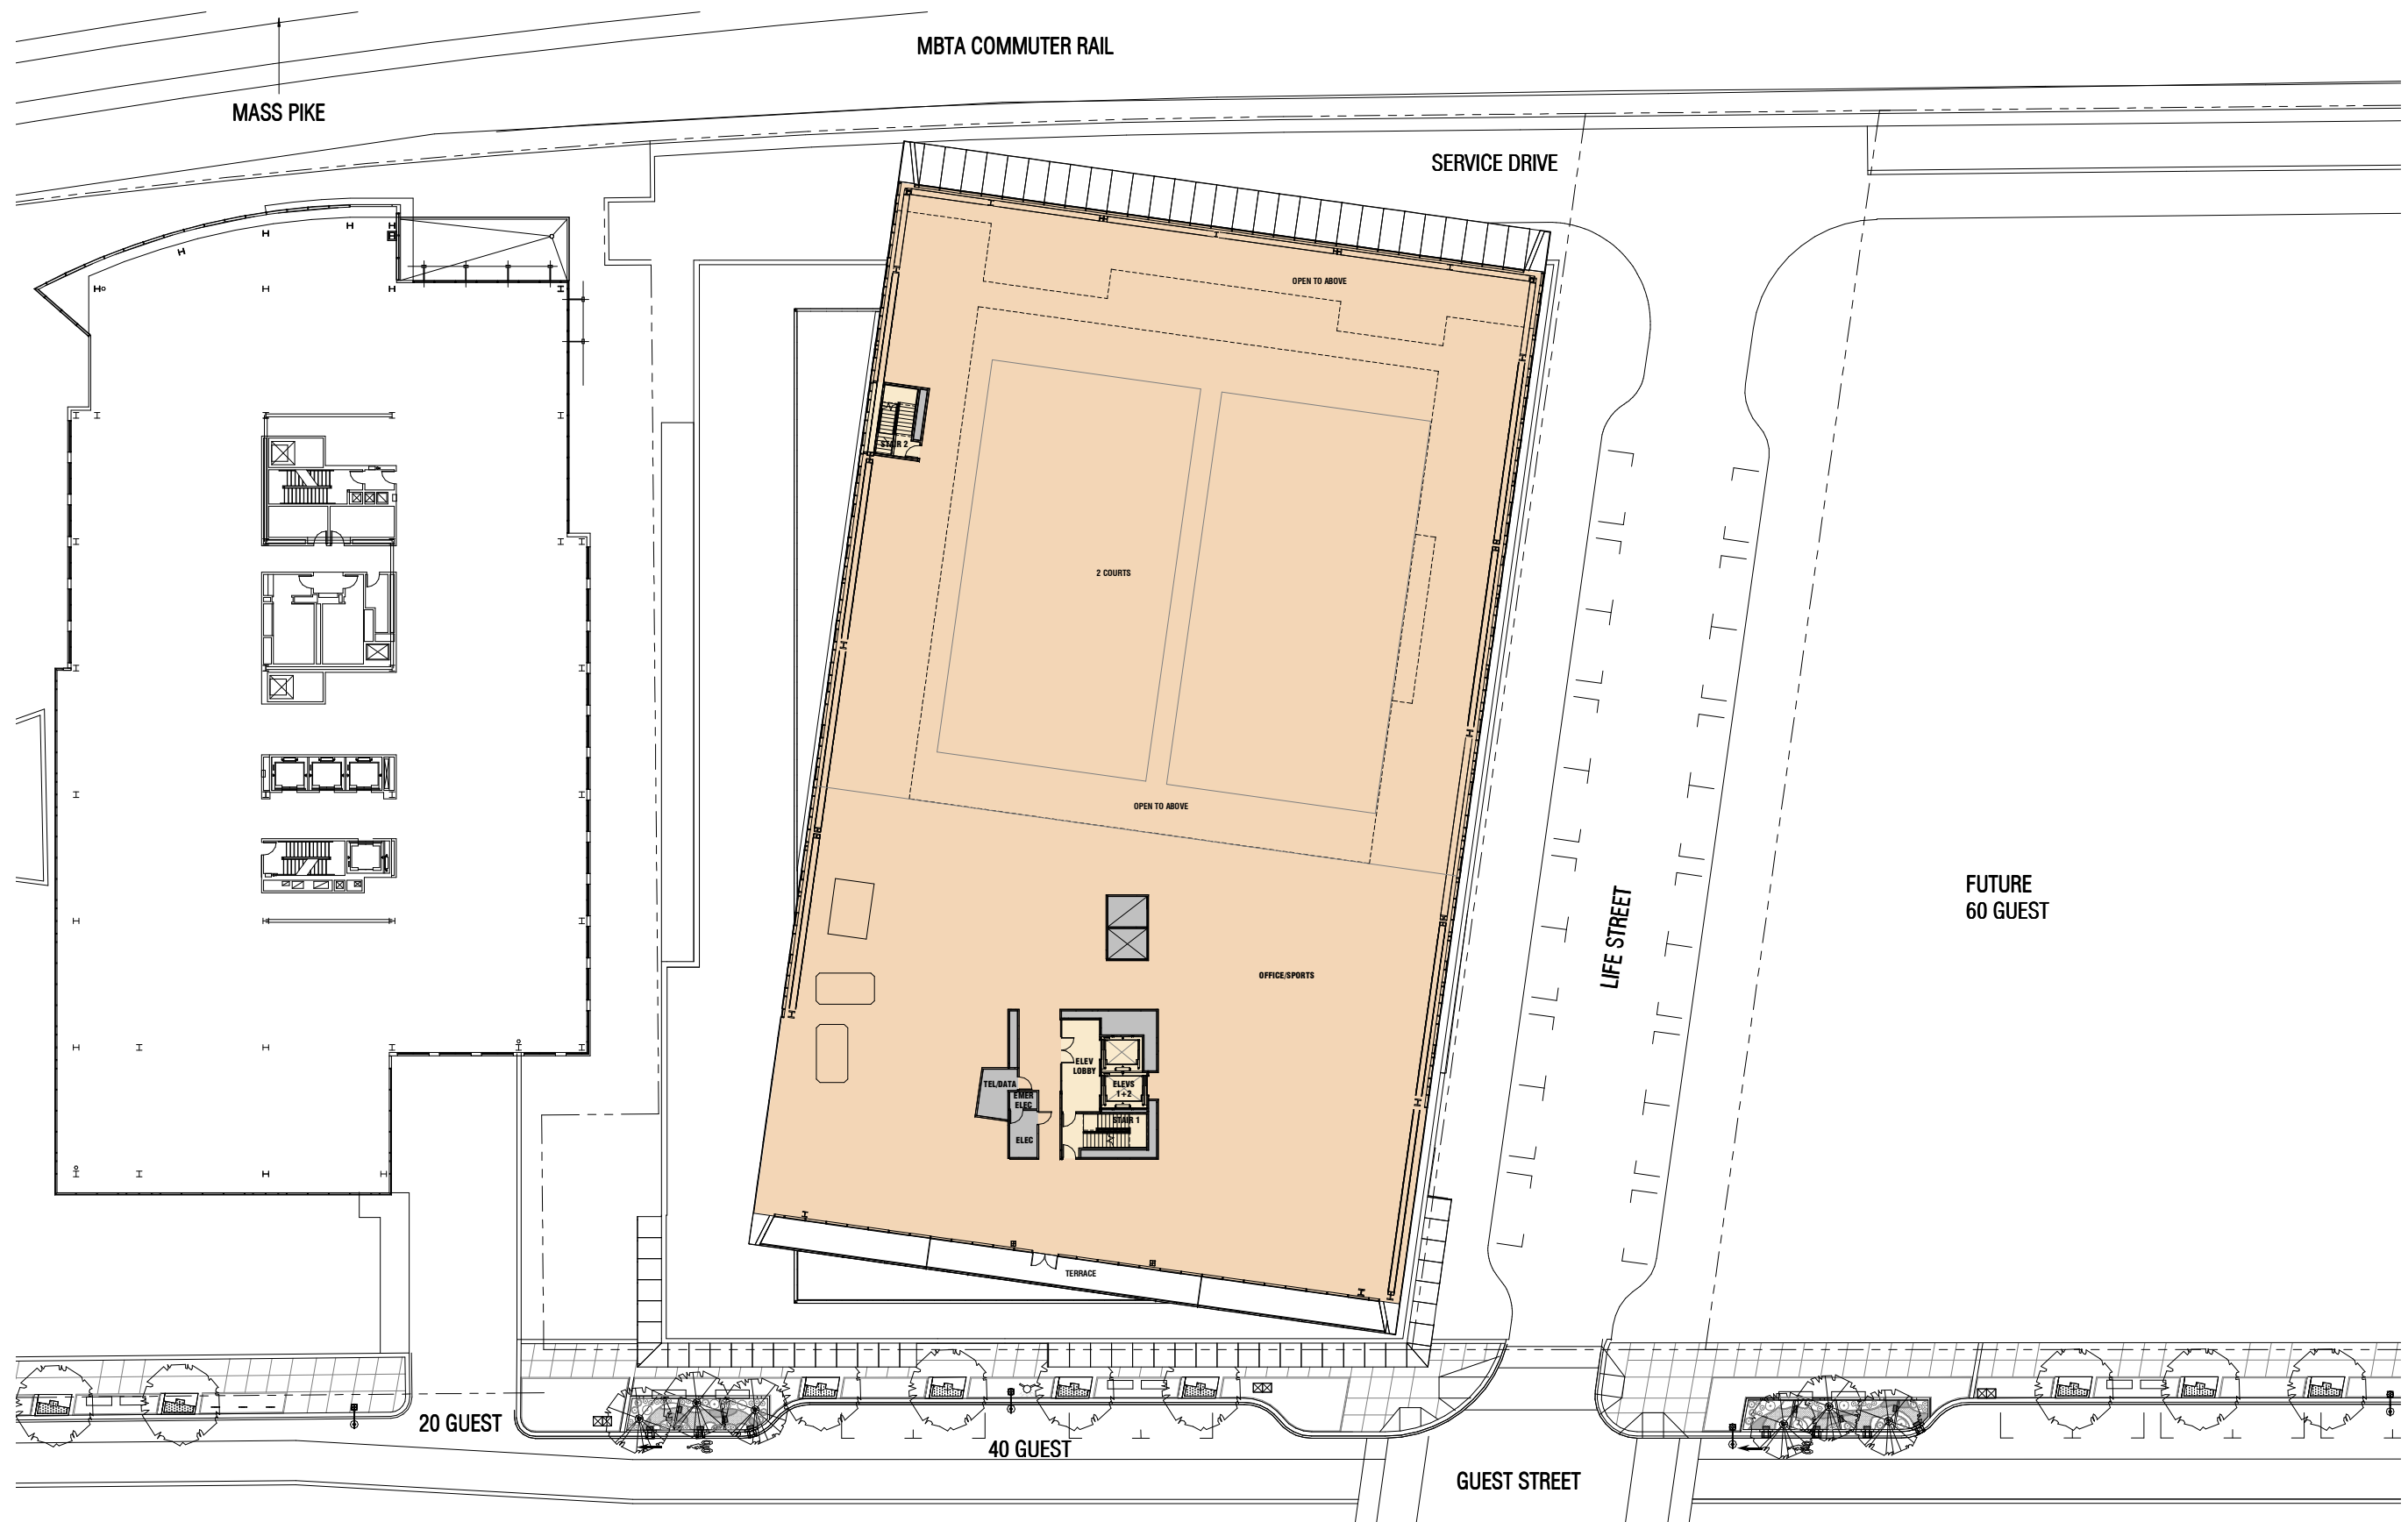 MBTA COMMUTER RAIL
MASS PIKE
SERVICE DRIVE
OPEN TO ABOVE
STAIR 2
2 COURTS
OPEN TO ABOVE
FUTURE
60 GUEST
LIFE STREET
OFFICE/SPORTS
ELEV
LOBBY
TEL/DATA
ELEVS
1+2
EMER
ELEC
STAIR 1
ELEC
TERRACE
20 GUEST
40 GUEST
GUEST STREET